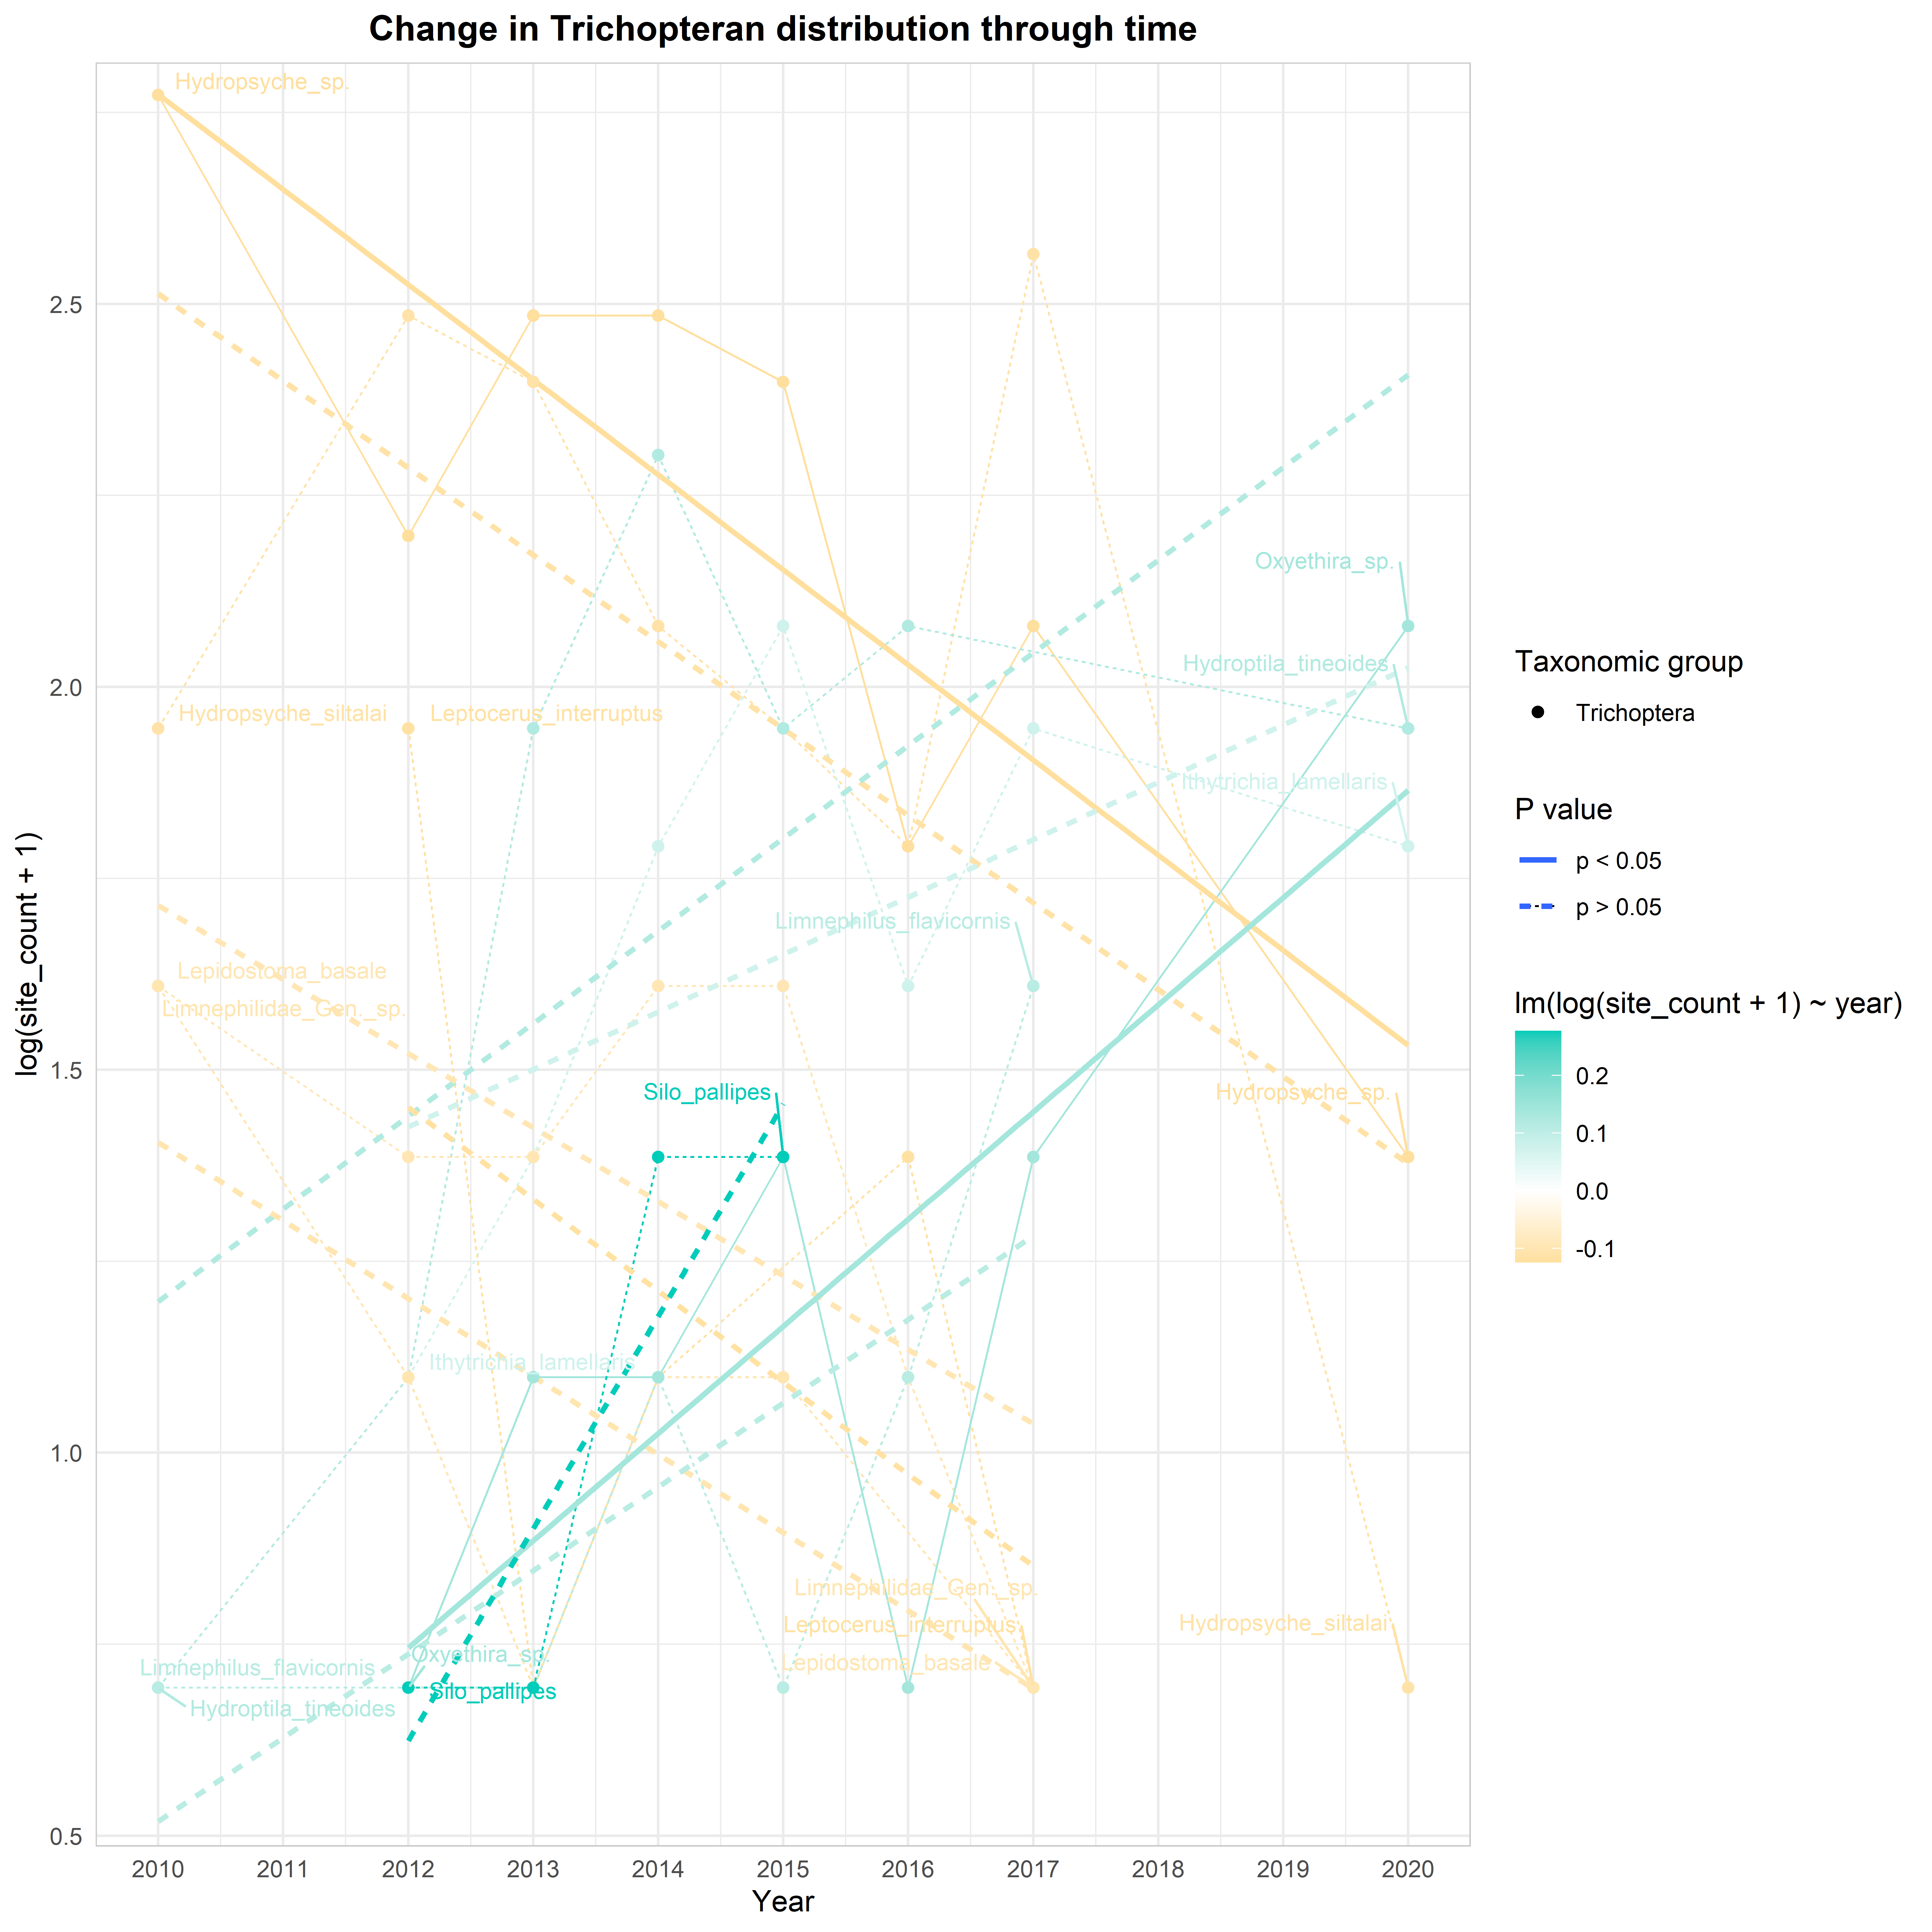 Change in Trichopteran distribution through time
Hydropsyche_sp.
2.5
Oxyethira_sp.
Hydroptila_tineoides
2.0
Hydropsyche_siltalai
Leptocerus_interruptus
Ithytrichia_lamellaris
Limnephilus_flavicornis
Lepidostoma_basale
Limnephilidae_Gen._sp.
1.5
Silo_pallipes
Hydropsyche_sp.
Ithytrichia_lamellaris
1.0
Limnephilidae_Gen._sp.
Leptocerus_interruptus
Hydropsyche_siltalai
Oxyethira_sp.
Lepidostoma_basale
Limnephilus_flavicornis
Silo_pallipes
Hydroptila_tineoides
0.5
log(site_count + 1)
2010 2011 2012 2013 2014 2015 2016 2017 2018 2019 2020
Year
Taxonomic group
Trichoptera
P value
p < 0.05
p > 0.05
lm(log(site_count + 1) ~ year)
0.2
0.1
0.0
-0.1